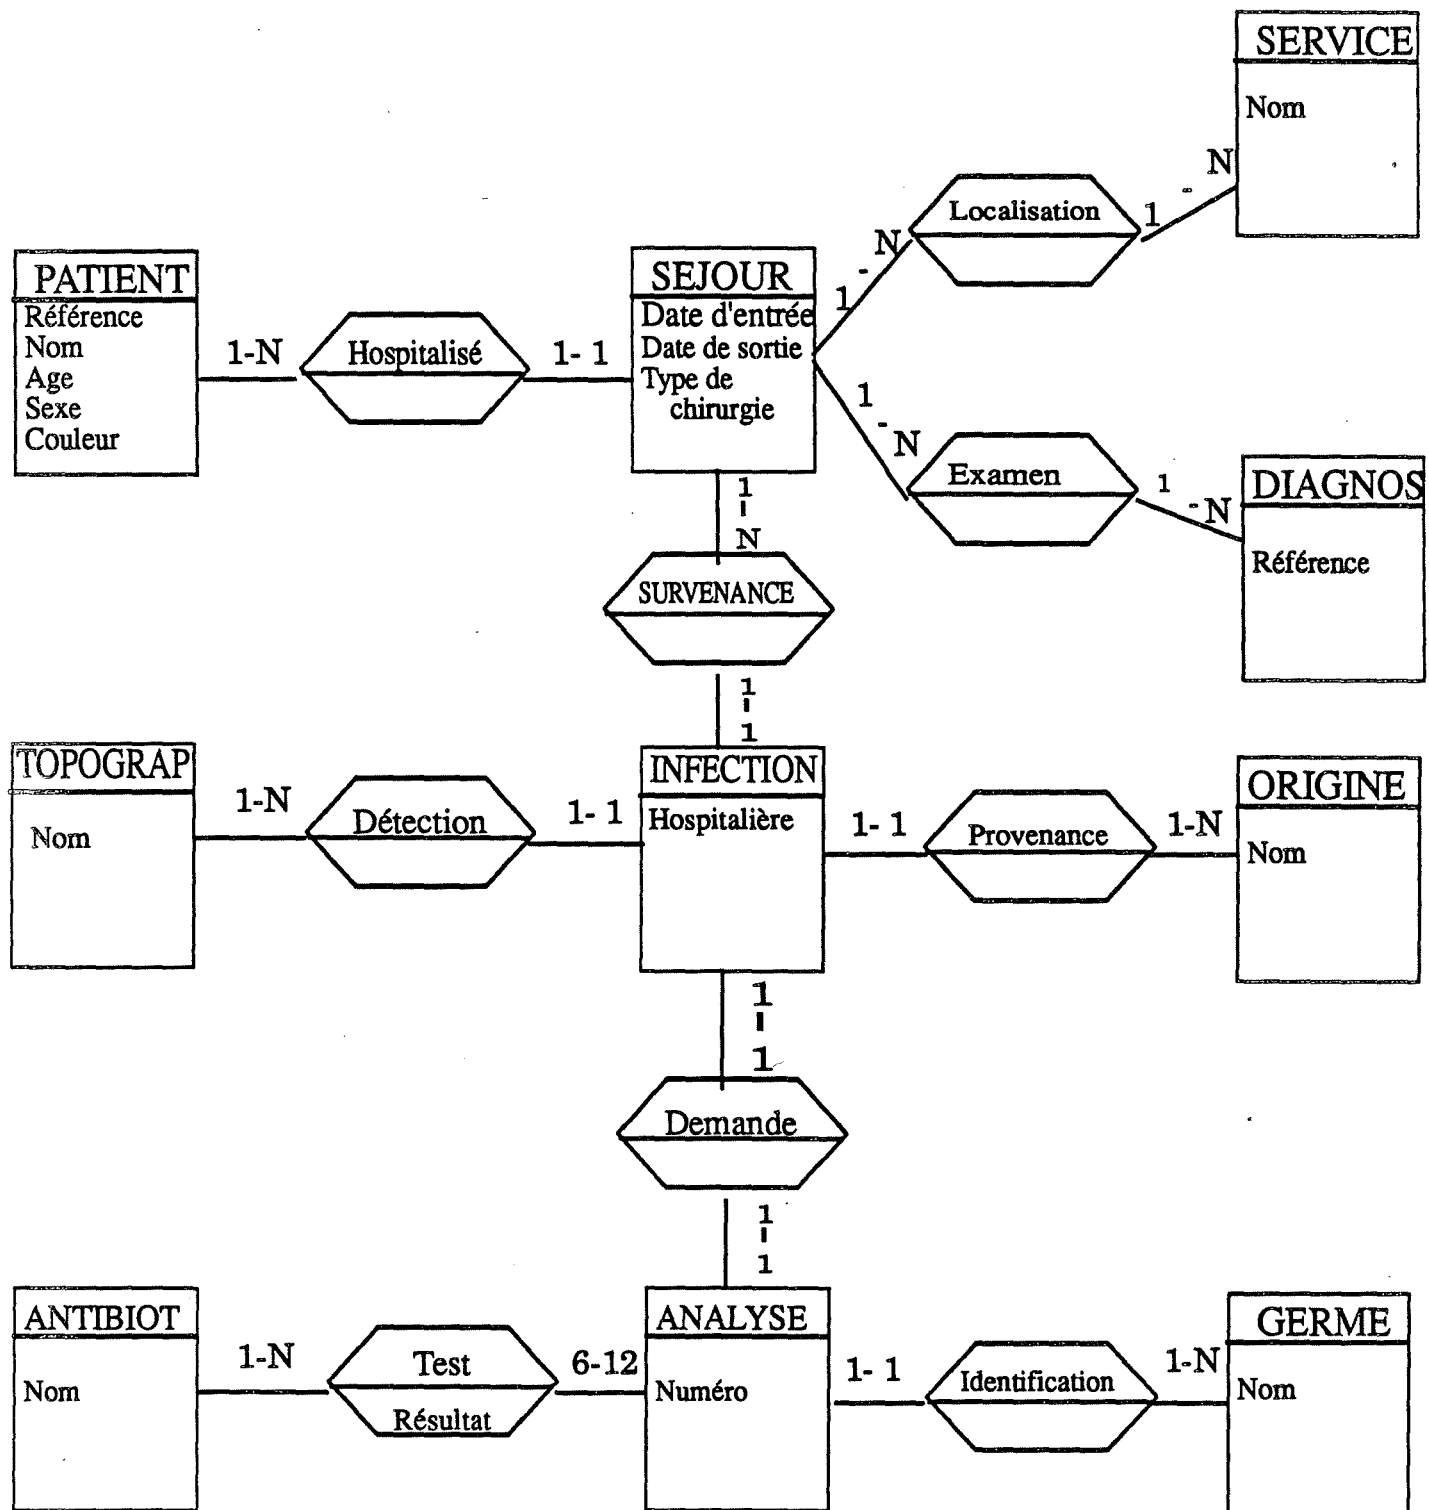 SERVICE
Nom
1 - N
Localisation
1 - N
PATIENT
Référence
Nom
Age
Sexe
Couleur
1-N
Hospitalisé
1- 1
SEJOUR
Date d'entrée
Date de sortie
Type de
chirurgie
1 - N
Examen
1 - N
DIAGNOS
Référence
1 - N
SURVENANCE
1 - 1
TOPOGRAP
Nom
1-N
Détection
1- 1
INFECTION
Hospitalière
1- 1
Provenance
1-N
ORIGINE
Nom
1 - 1
Demande
1 - 1
ANTIBIOT
Nom
1-N
Test
Résultat
6-12
ANALYSE
Numéro
1- 1
Identification
1-N
GERME
Nom